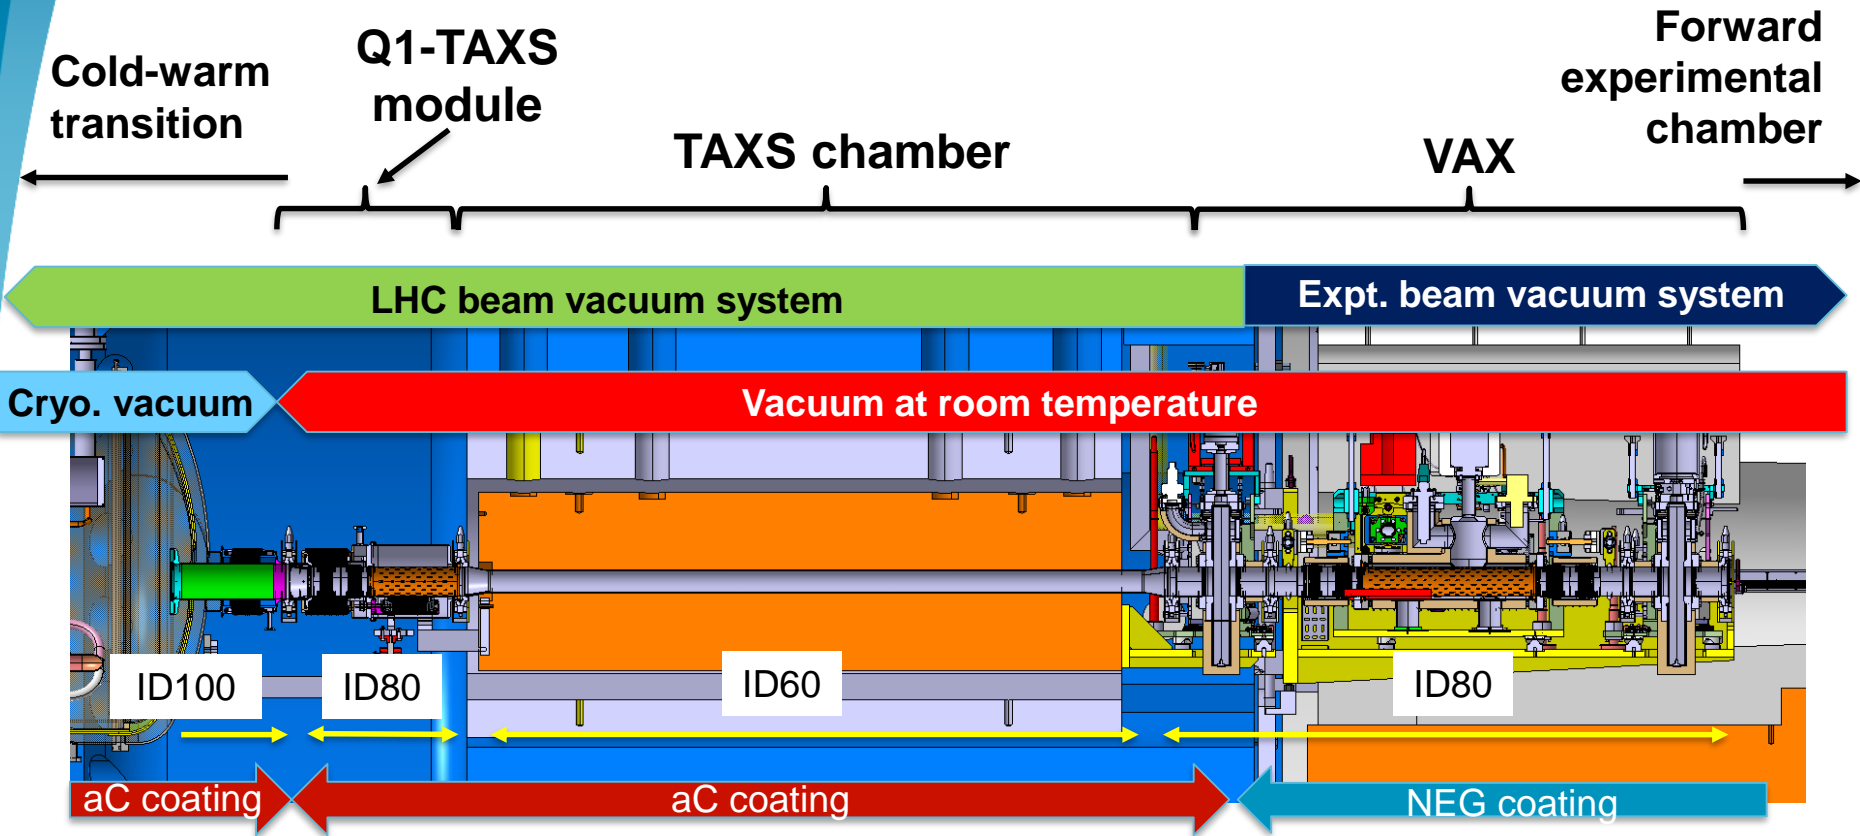 Cold-warm
transition
Q1-TAXS
module
TAXS chamber
VAX
Forward
experimental
chamber
LHC beam vacuum system
Expt. beam vacuum system
Cryo. vacuum
Vacuum at room temperature
ID100
ID80
ID60
ID80
aC coating
aC coating
NEG coating